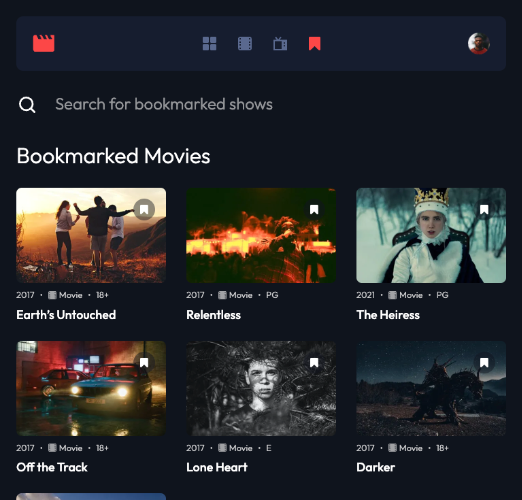 Search for bookmarked shows
Bookmarked Movies
2017 · Movie · 18+
Earth's Untouched
2017 · Movie · PG
Relentless
2021 · Movie · PG
The Heiress
2017 · Movie · 18+
Off the Track
2017 · Movie · E
Lone Heart
2017 · Movie · 18+
Darker